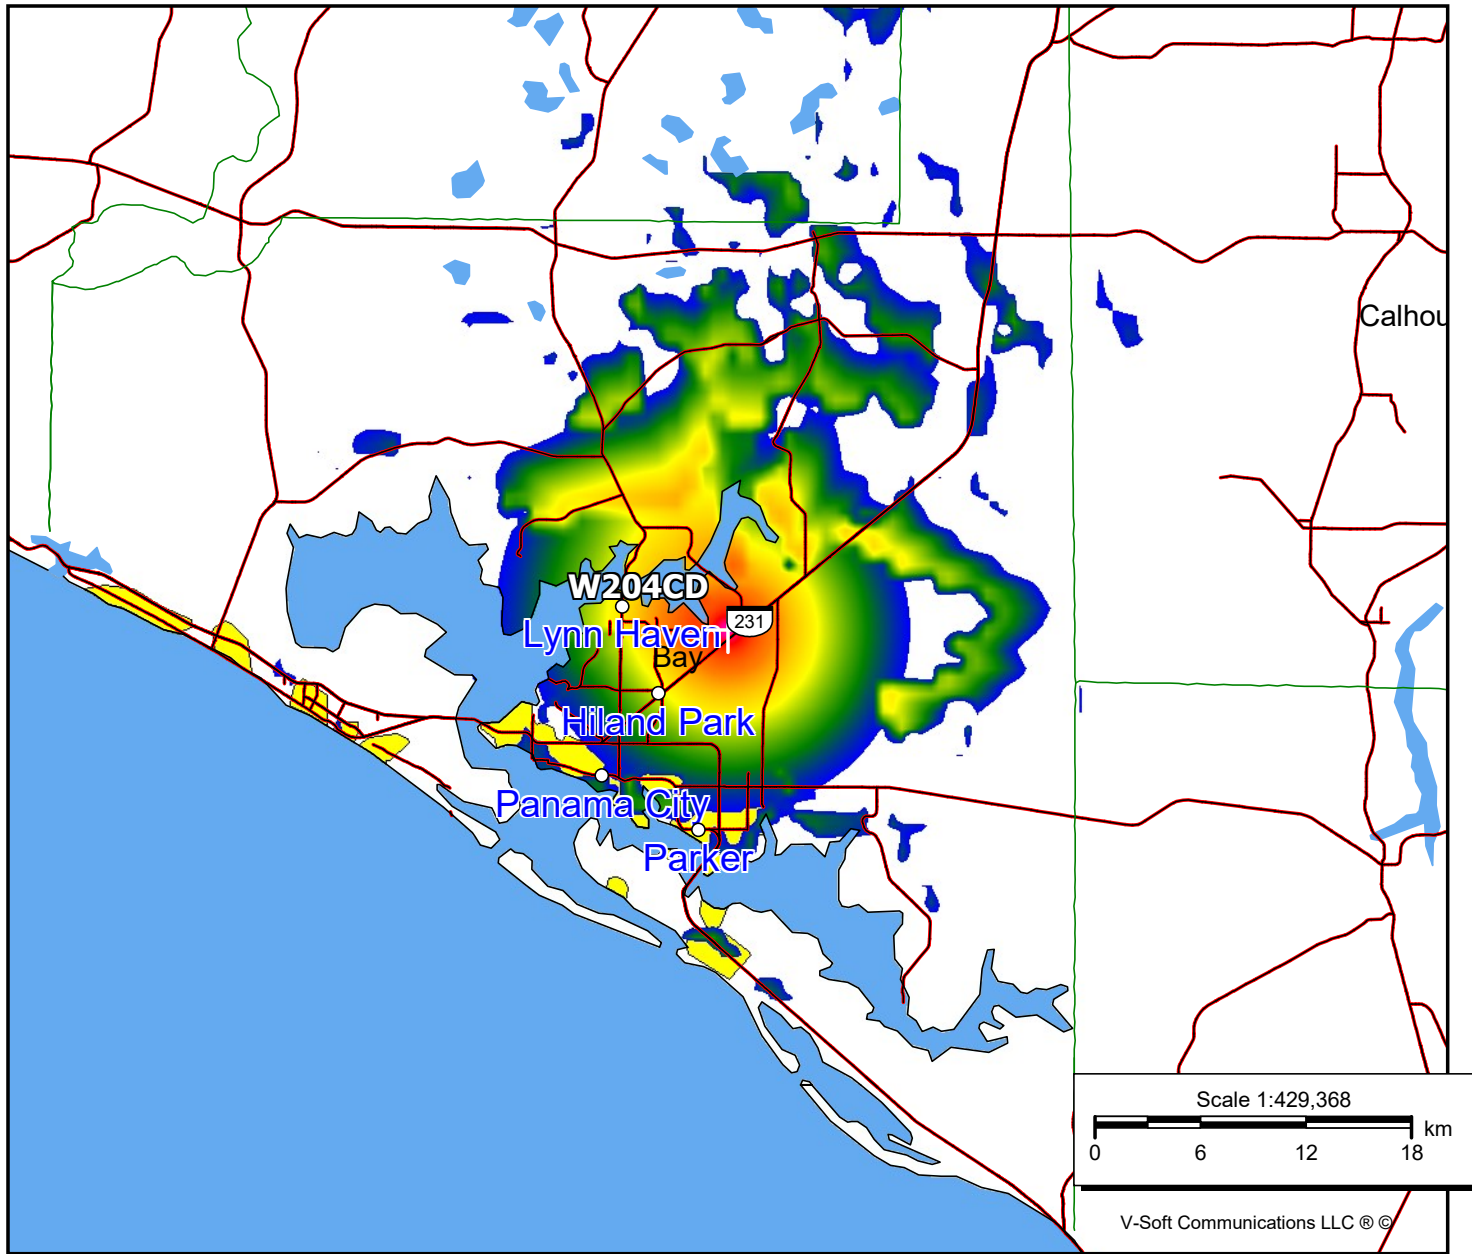 Calhou
W204CD
231
Lynn Haven
Bay
Hiland Park
Panama City
Parker
Scale 1:429,368
km
0 6 12 18
V-Soft Communications LLC ® ©